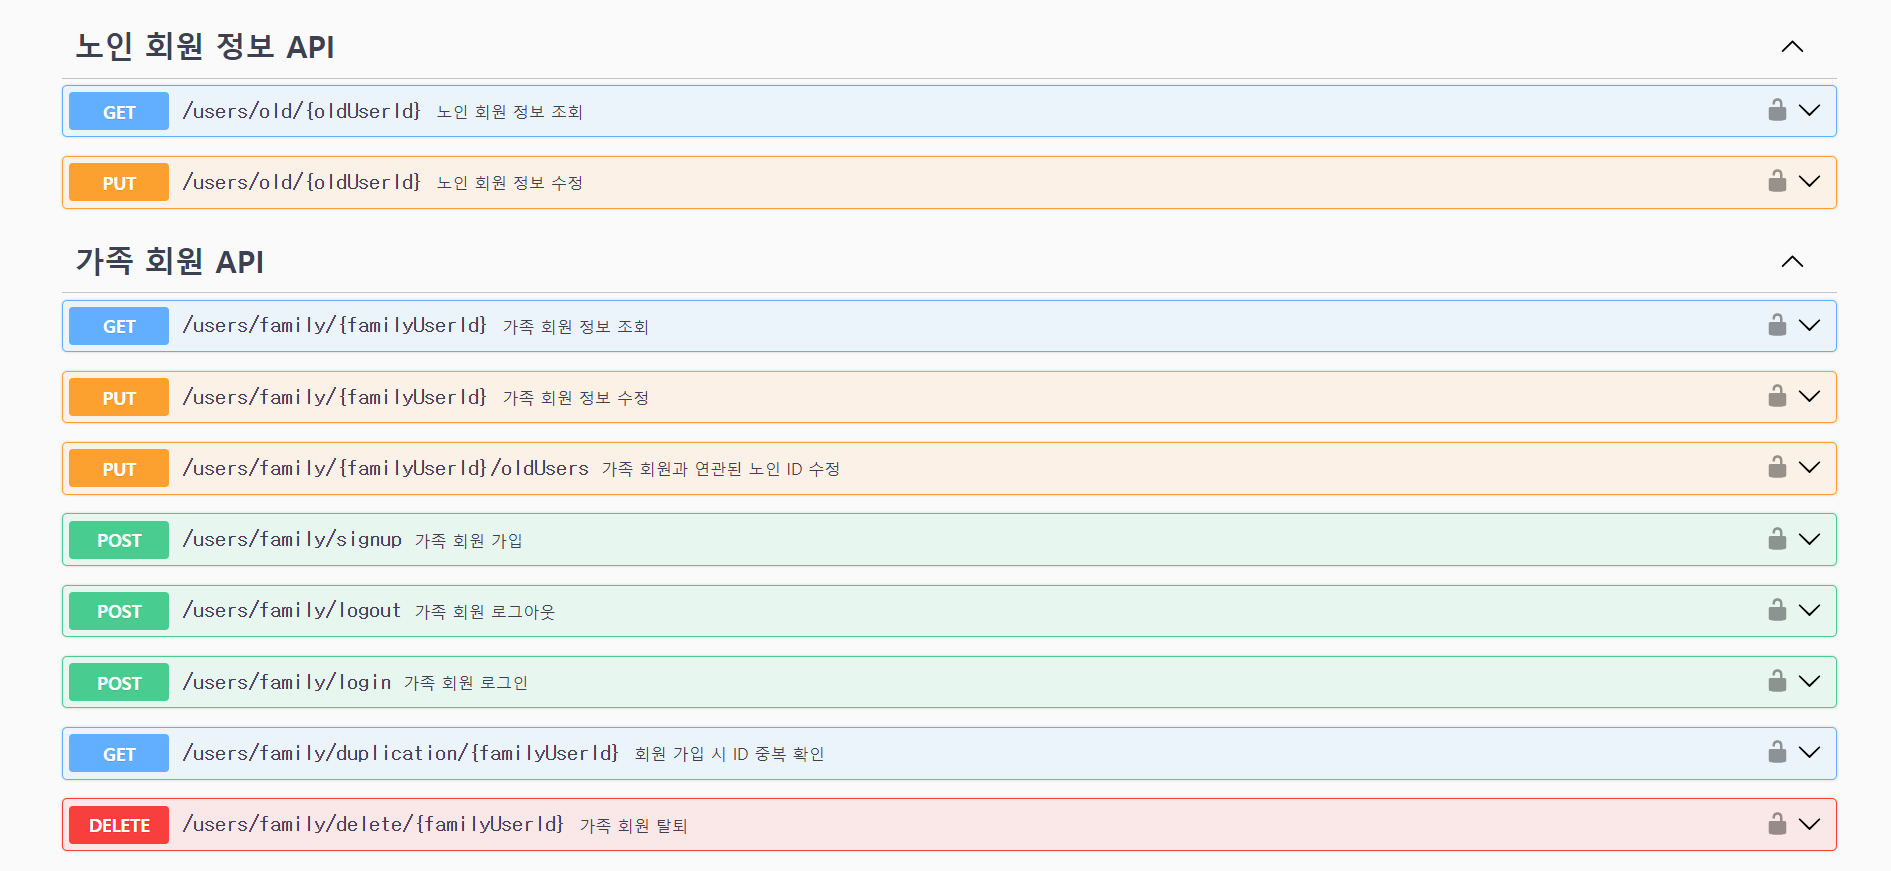 노인 회원 정보 API
GET /users/old/{oldUserId} 노인 회원 정보 조회
PUT /users/old/{oldUserId} 노인 회원 정보 수정
가족 회원 API
GET /users/family/{familyUserId} 가족 회원 정보 조회
PUT /users/family/{familyUserId} 가족 회원 정보 수정
PUT /users/family/{familyUserId}/oldUsers 가족 회원과 연관된 노인 ID 수정
POST /users/family/signup 가족 회원 가입
POST /users/family/logout 가족 회원 로그아웃
POST /users/family/login 가족 회원 로그인
GET /users/family/duplication/{familyUserId} 회원 가입 시 ID 중복 확인
DELETE /users/family/delete/{familyUserId} 가족 회원 탈퇴